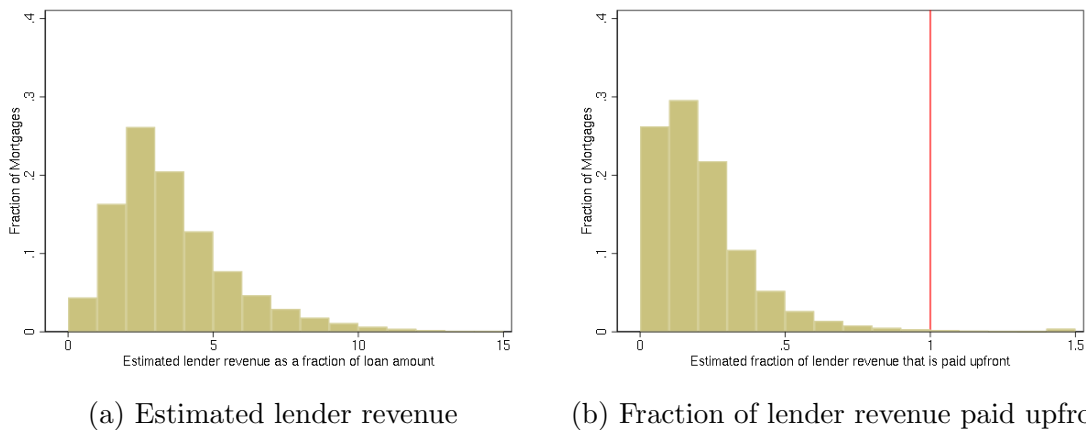 .4
.3
.2
.1
0
Fraction of Mortgages
0 5 10 15
Estimated lender revenue as a fraction of loan amount
(a) Estimated lender revenue
.4
.3
.2
.1
0
Fraction of Mortgages
0 .5 1 1.5
Estimated fraction of lender revenue that is paid upfront
(b) Fraction of lender revenue paid upfro